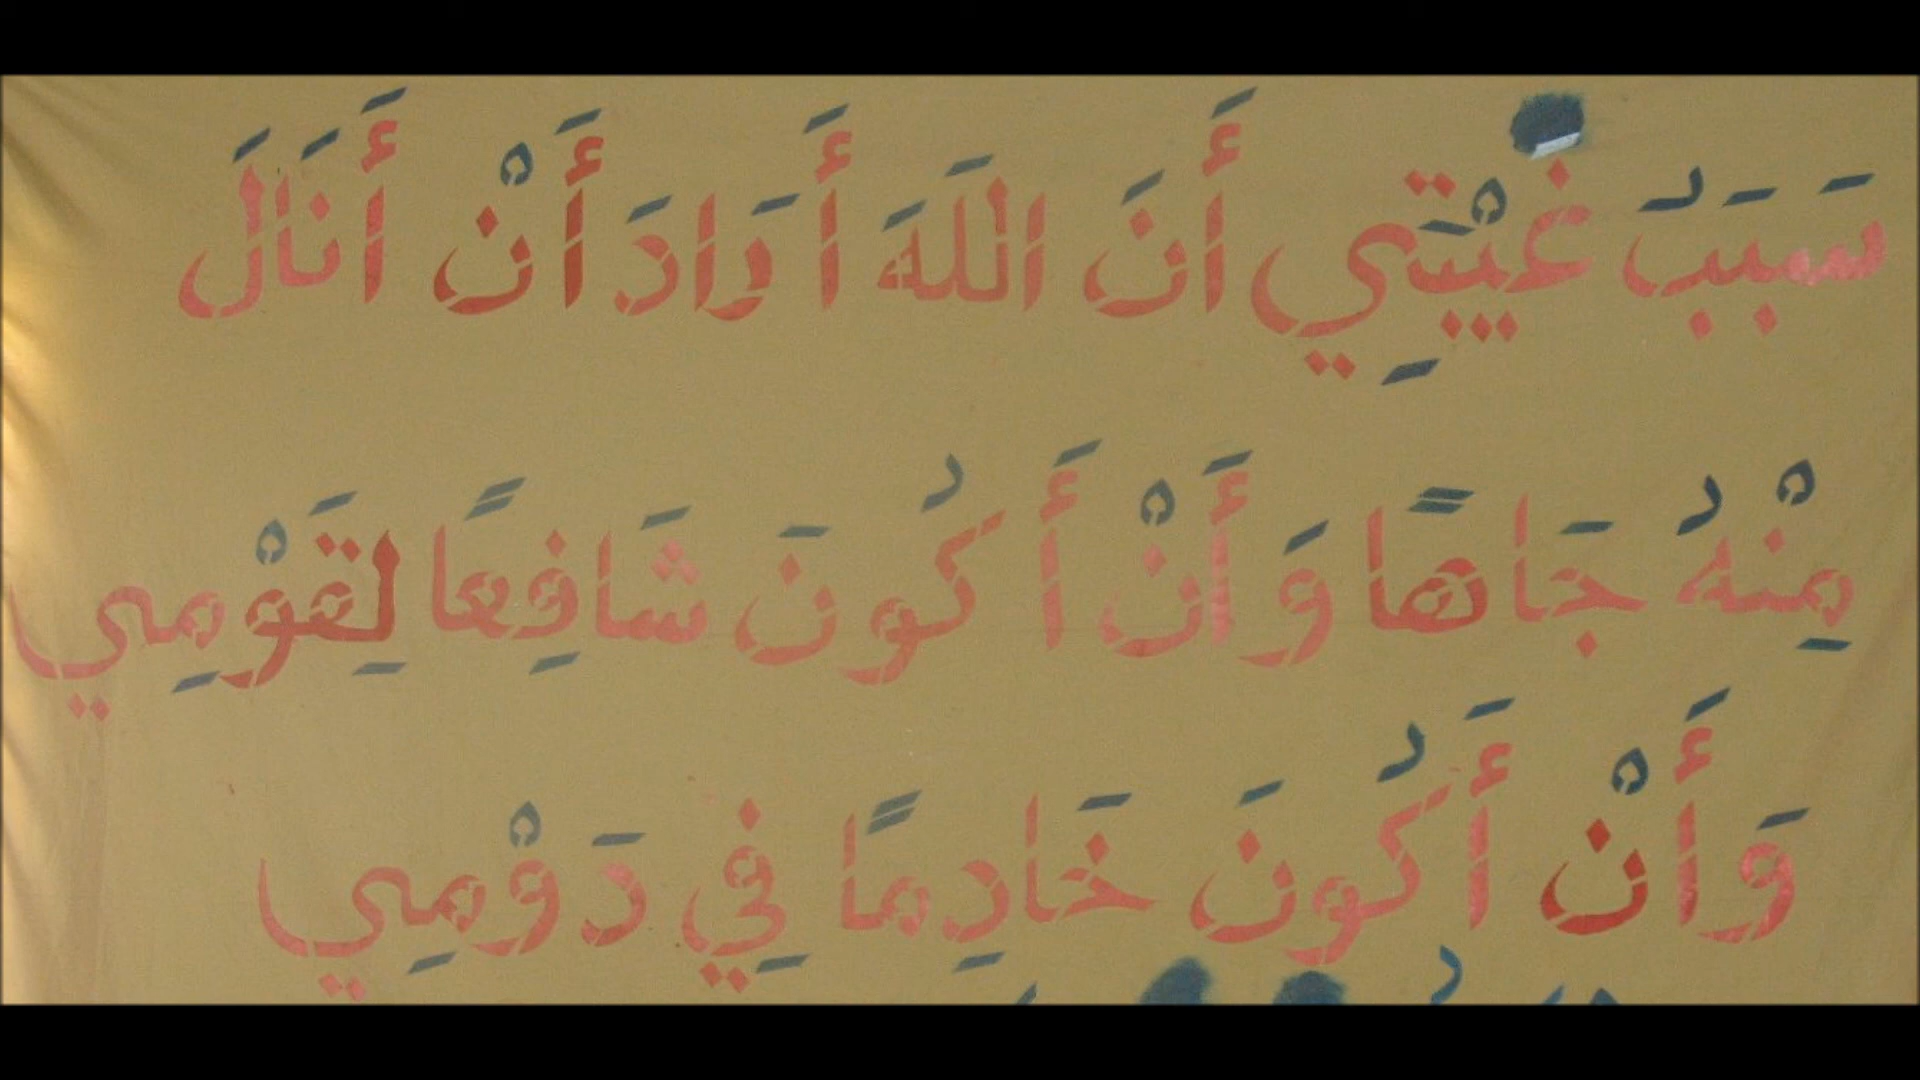 سَبَبُ غَيْبَتِي أَنَ اللهَ أَرَادَ أَنْ أَنَالَ
مِنْهُ جَاهًا وَأَنْ أَكُونَ شَافِعًا لِقَوْمِي
وَأَنْ أَكُونَ خَادِمًا فِي دَوْمِي